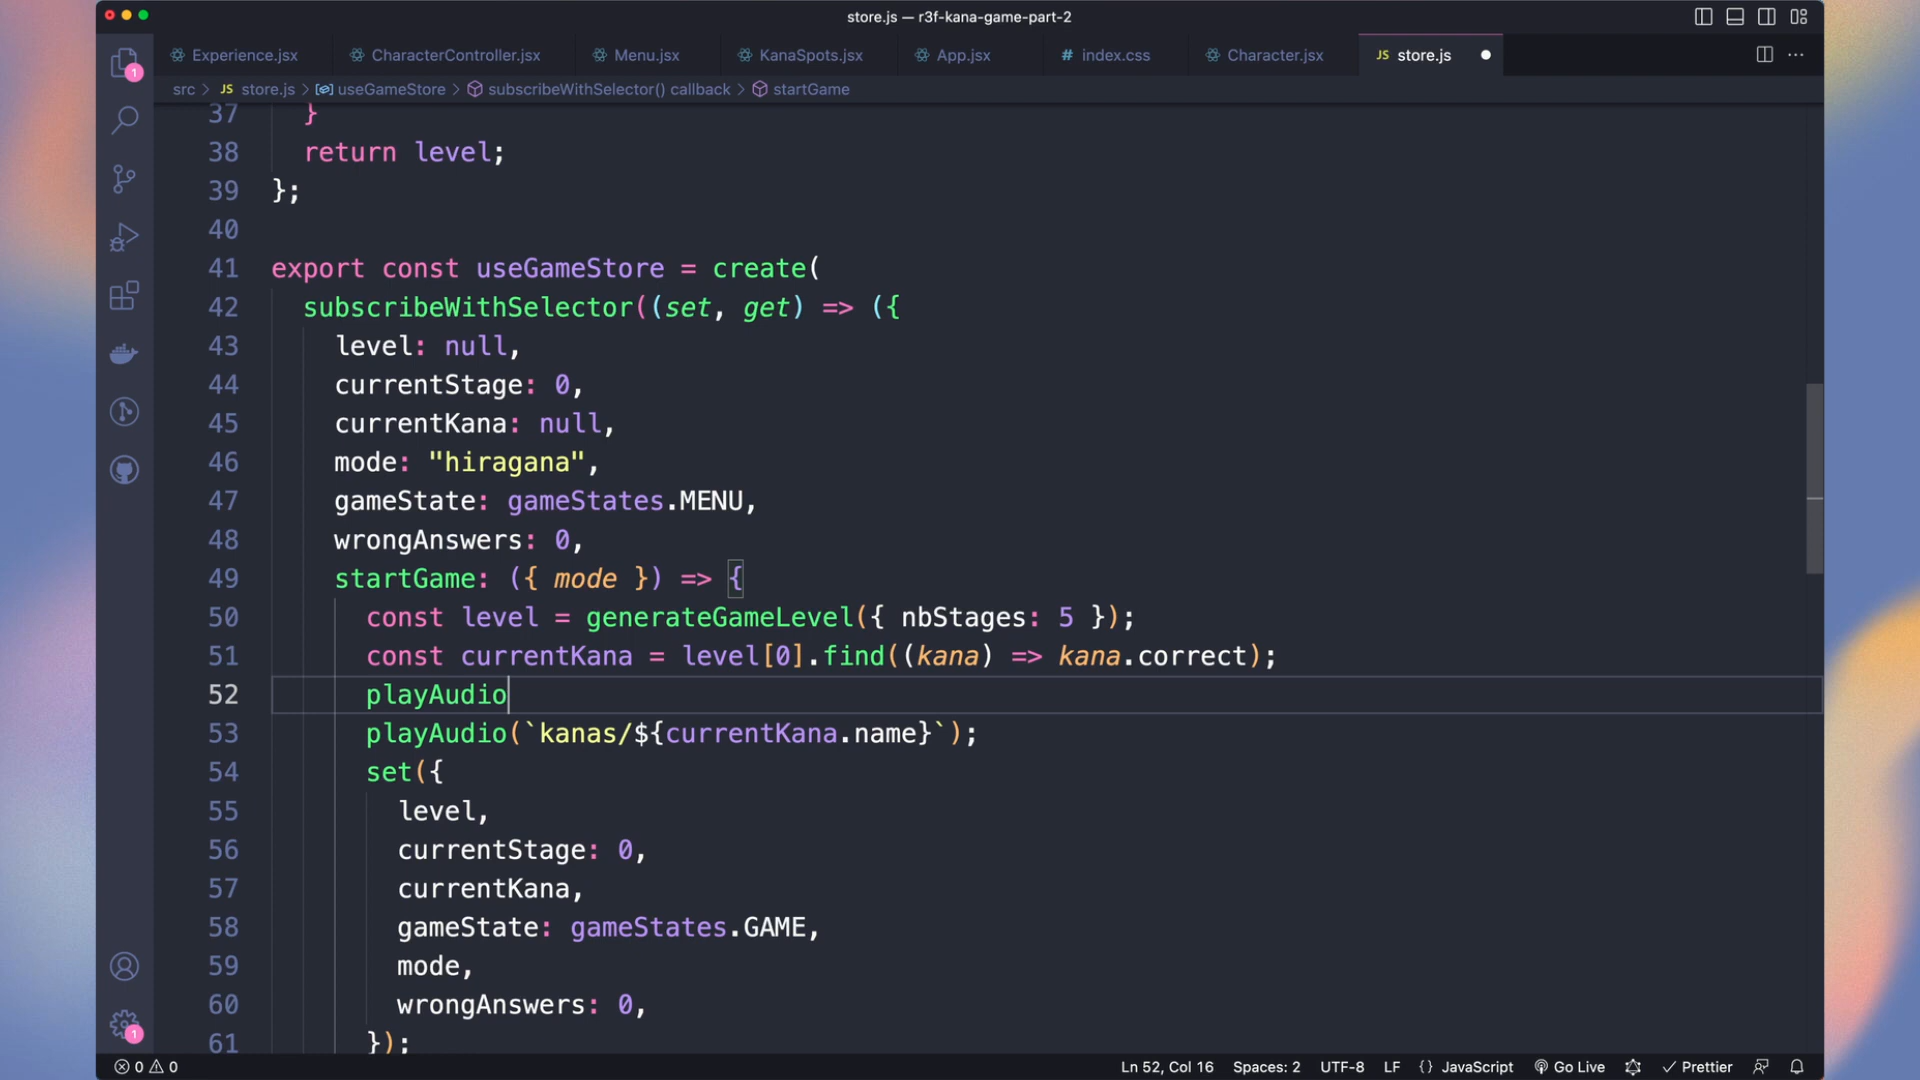 store.js — r3f-kana-game-part-2
Experience.jsx CharacterController.jsx Menu.jsx KanaSpots.jsx App.jsx # index.css Character.jsx JS store.js
src > JS store.js > useGameStore > subscribeWithSelector() callback > startGame
1
37 }
38 return level;
39 };
40
41 export const useGameStore = create(
42 subscribeWithSelector((set, get) => ({
43 level: null,
44 currentStage: 0,
45 currentKana: null,
46 mode: "hiragana",
47 gameState: gameStates.MENU,
48 wrongAnswers: 0,
49 startGame: ({ mode }) => {
50 const level = generateGameLevel({ nbStages: 5 });
51 const currentKana = level[0].find((kana) => kana.correct);
52 playAudio
53 playAudio(`kanas/${currentKana.name}`);
54 set({
55 level,
56 currentStage: 0,
57 currentKana,
58 gameState: gameStates.GAME,
59 mode,
60 wrongAnswers: 0,
61 });
1
0 0 Ln 52, Col 16 Spaces: 2 UTF-8 LF {} JavaScript Go Live Prettier